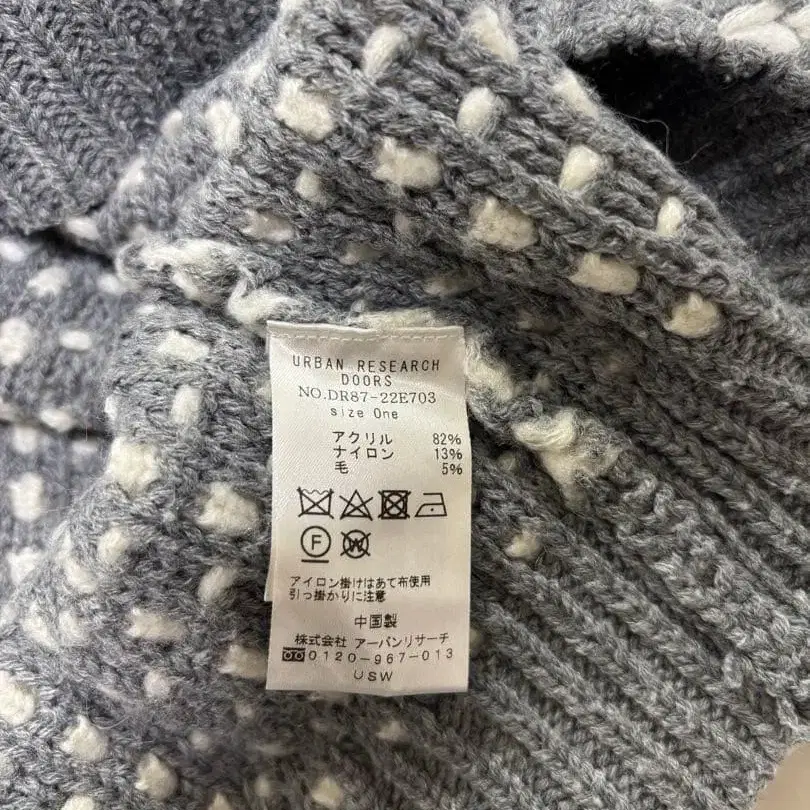 URBAN RESEARCH
DOORS
NO.DR87-22E703
size One
アクリル 82%
ナイロン 13%
毛 5%
F W
アイロン掛けはあて布使用
引っ掛かりに注意
中国製
株式会社 アーバンリサーチ
0120-967-013
USW